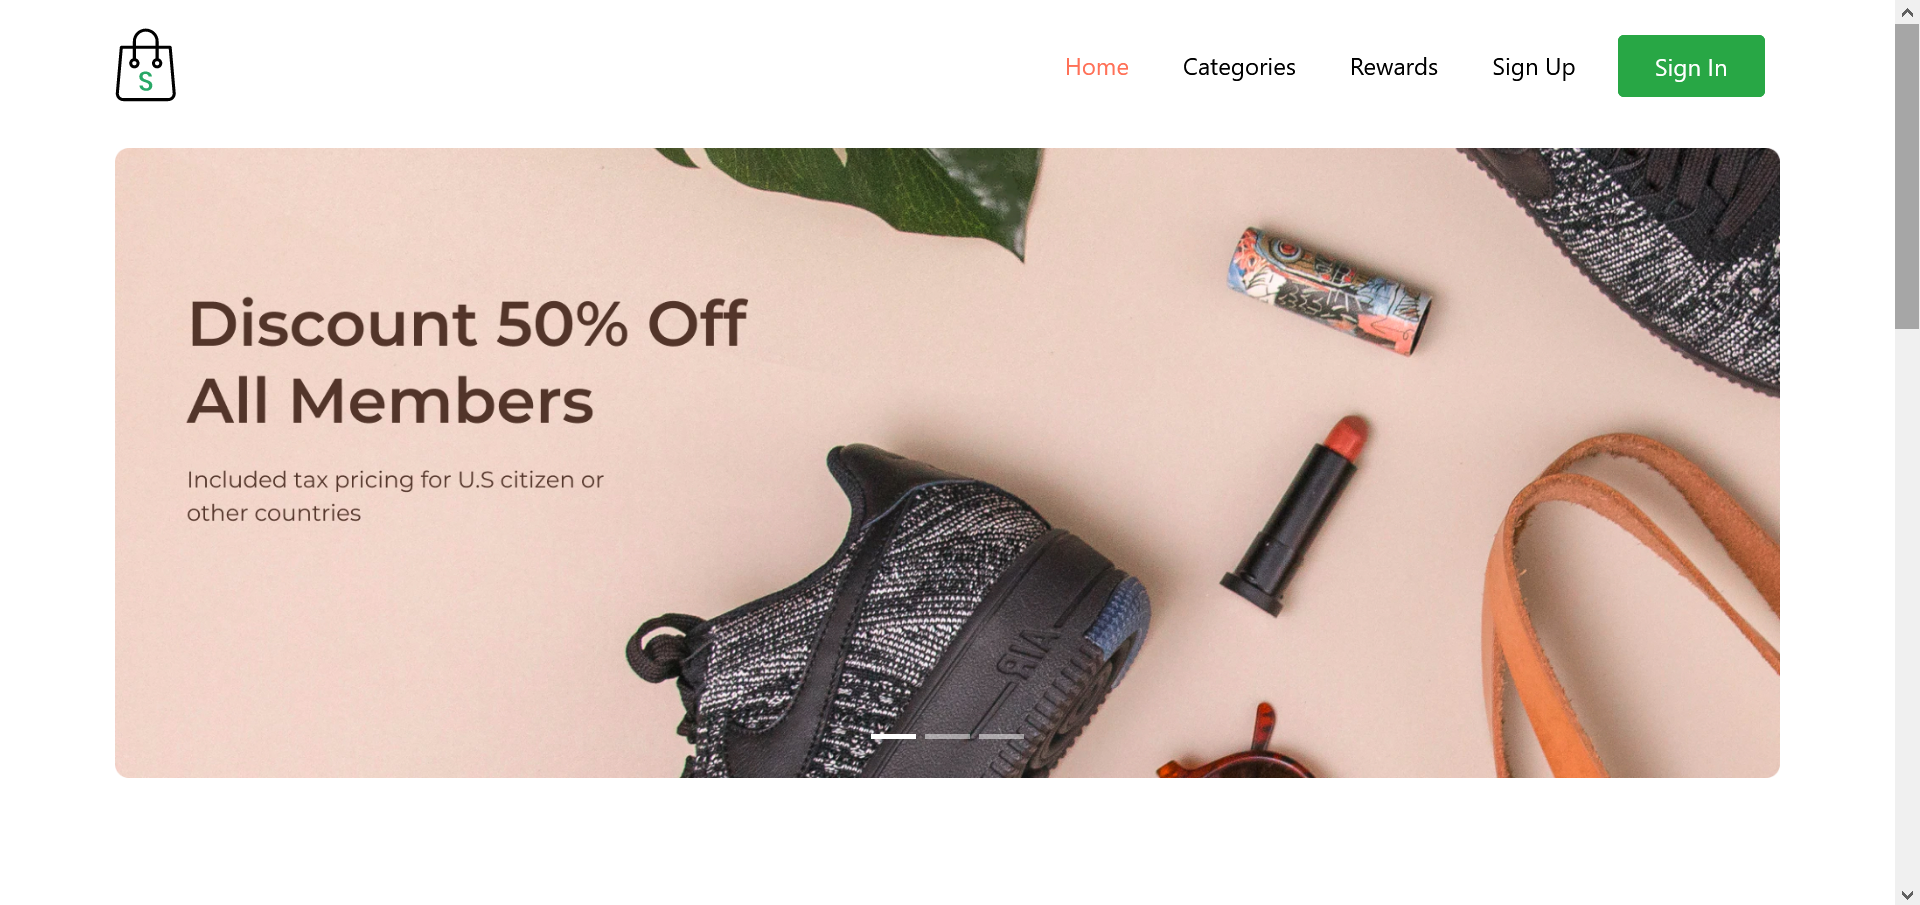 S
Home Categories Rewards Sign Up Sign In
Discount 50% Off
All Members
Included tax pricing for U.S citizen or
other countries
AIR